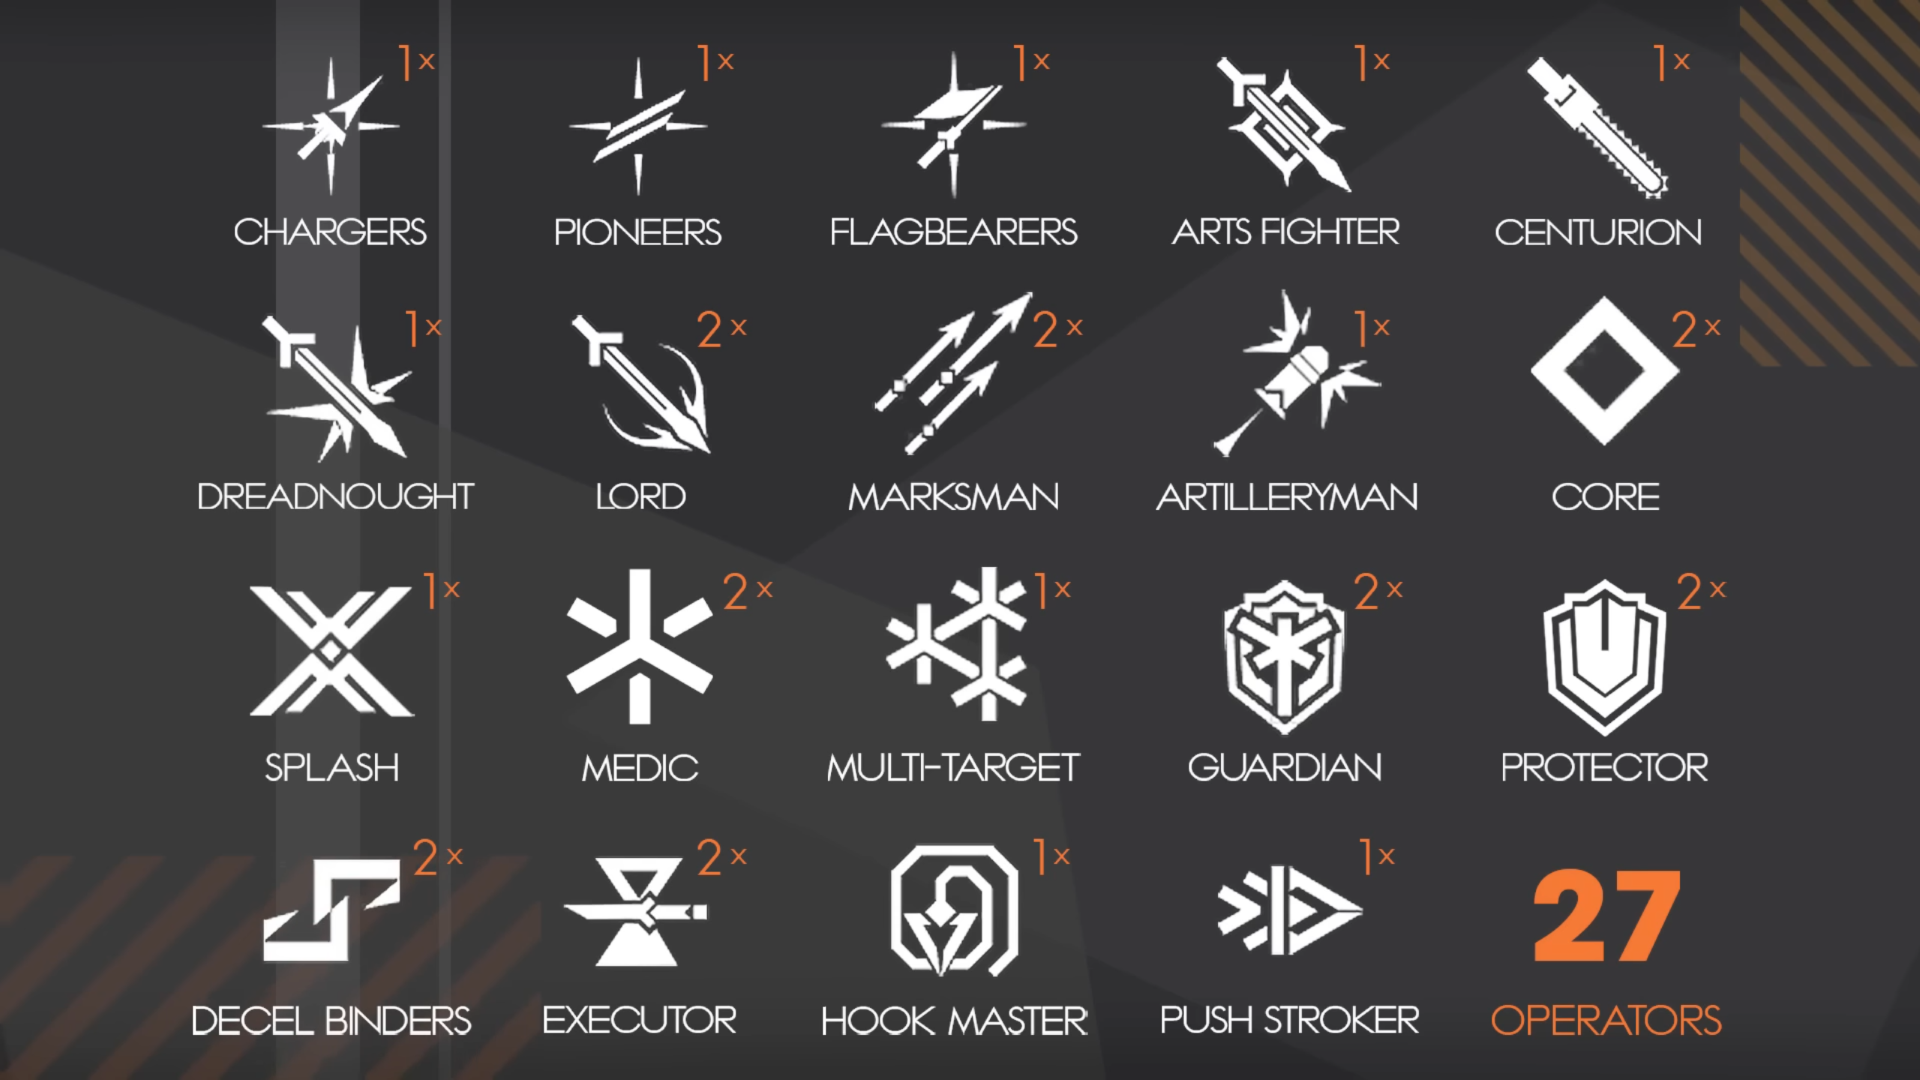 1x 1x 1x 1x 1x
CHARGERS PIONEERS FLAGBEARERS ARTS FIGHTER CENTURION
1x 2x 2x 1x 2x
DREADNOUGHT LORD MARKSMAN ARTILLERYMAN CORE
1x 2x 1x 2x 2x
SPLASH MEDIC MULTI-TARGET GUARDIAN PROTECTOR
2x 2x 1x 1x
27
DECEL BINDERS EXECUTOR HOOK MASTER PUSH STROKER OPERATORS